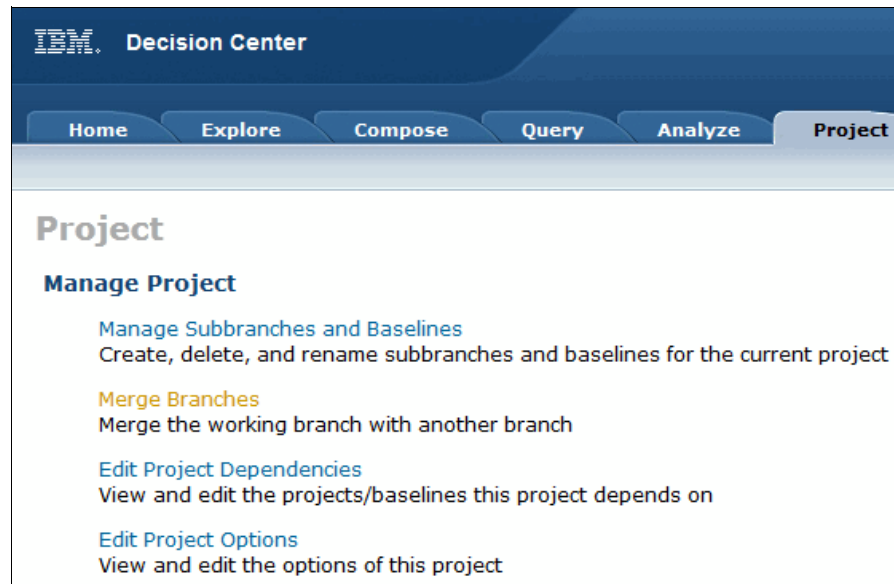 IBM. Decision Center
Home Explore Compose Query Analyze Project
Project
Manage Project
Manage Subbranches and Baselines
Create, delete, and rename subbranches and baselines for the current project
Merge Branches
Merge the working branch with another branch
Edit Project Dependencies
View and edit the projects/baselines this project depends on
Edit Project Options
View and edit the options of this project